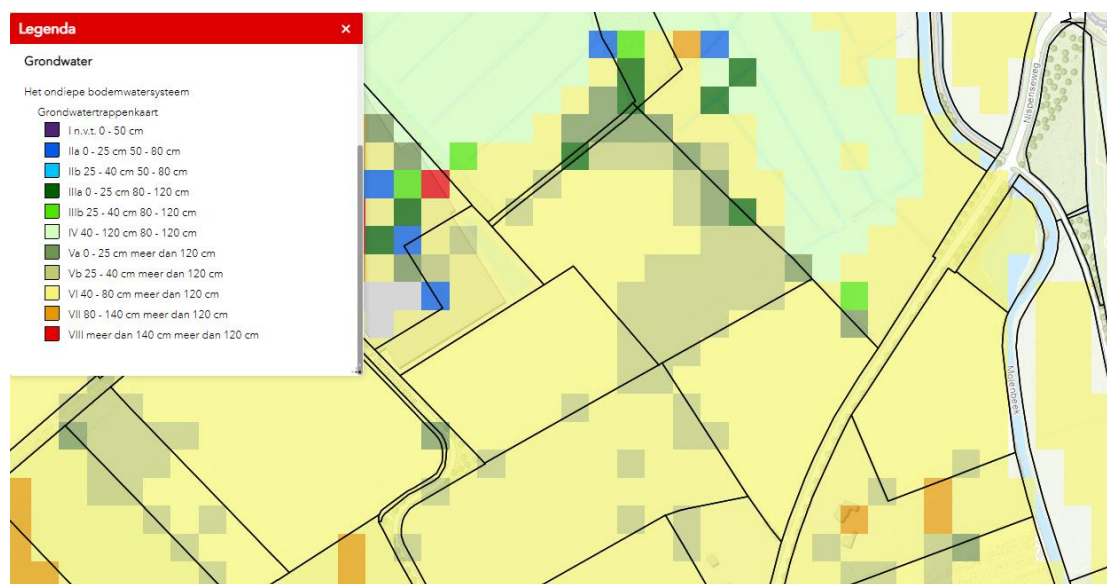 Legenda
Grondwater
Het ondiepe bodemwatersysteem
Grondwatertrappenkaart
I n.v.t. 0 - 50 cm
IIa 0 - 25 cm 50 - 80 cm
IIb 25 - 40 cm 50 - 80 cm
IIIa 0 - 25 cm 80 - 120 cm
IIIb 25 - 40 cm 80 - 120 cm
IV 40 - 120 cm 80 - 120 cm
Va 0 - 25 cm meer dan 120 cm
Vb 25 - 40 cm meer dan 120 cm
VI 40 - 80 cm meer dan 120 cm
VII 80 - 140 cm meer dan 120 cm
VIII meer dan 140 cm meer dan 120 cm
Nispenseweg
Molenbeek